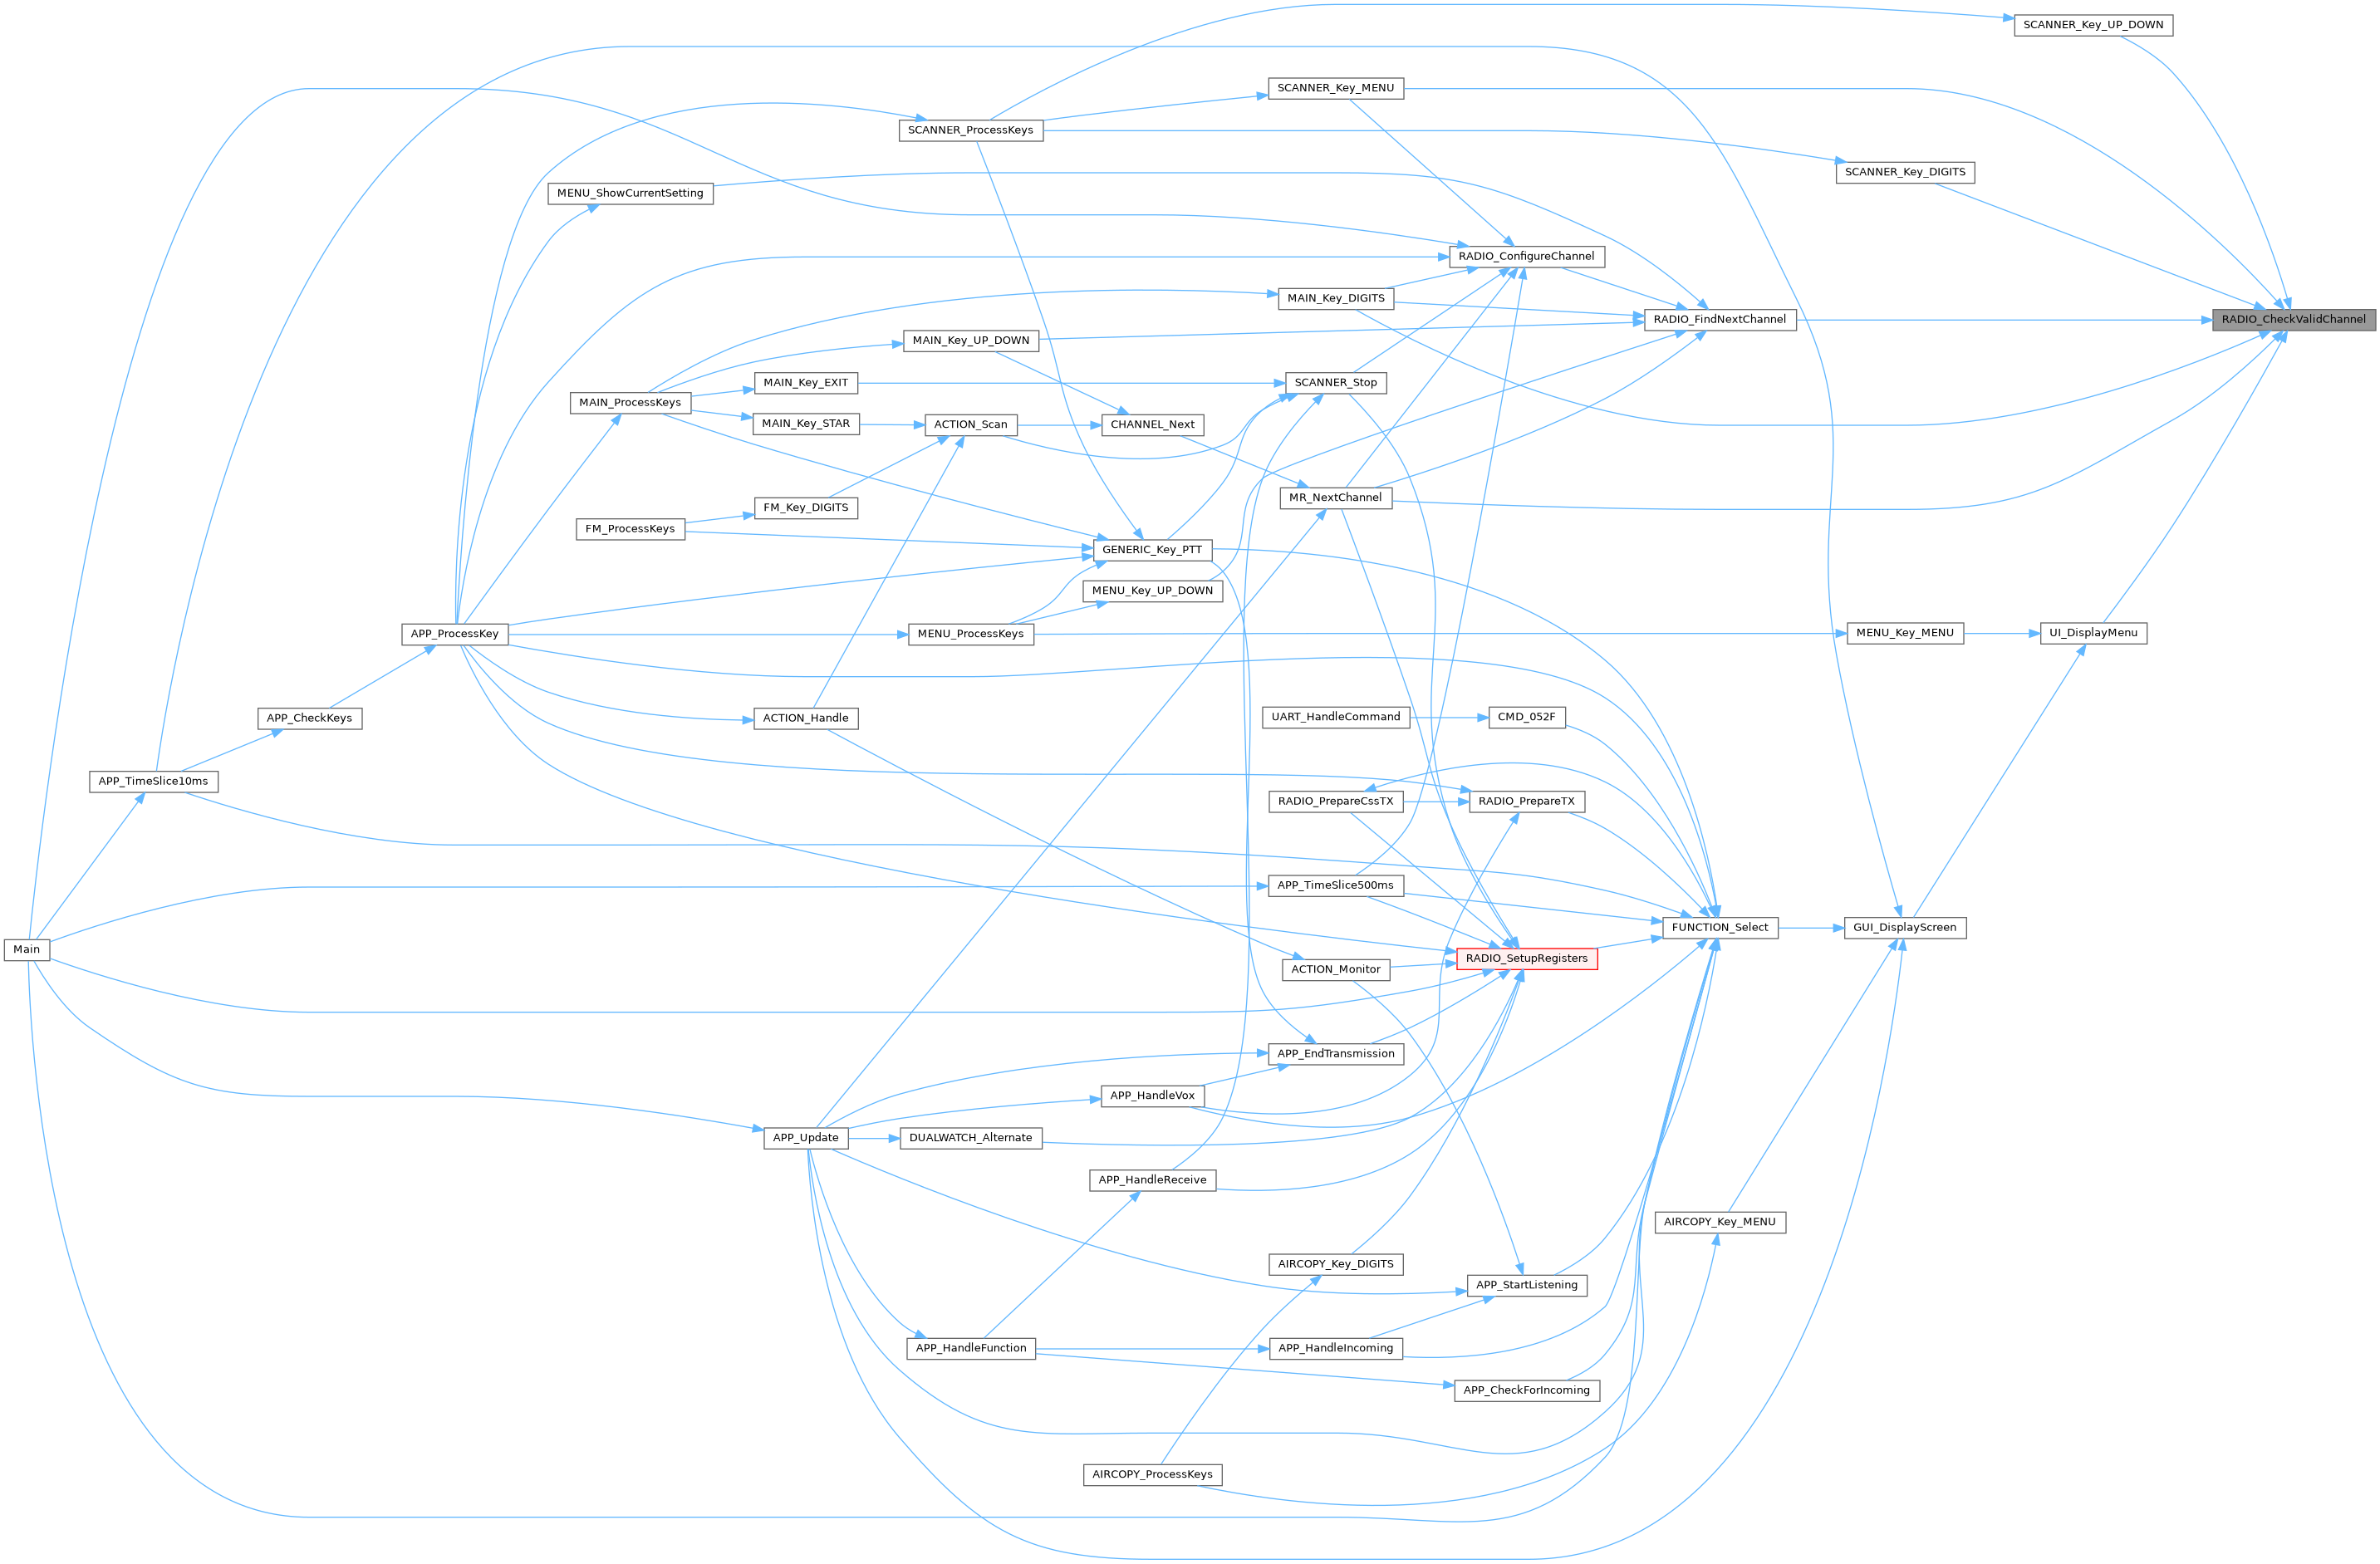 SCANNER_Key_UP_DOWN
SCANNER_Key_MENU
SCANNER_ProcessKeys
SCANNER_Key_DIGITS
MENU_ShowCurrentSetting
RADIO_ConfigureChannel
MAIN_Key_DIGITS
RADIO_FindNextChannel
RADIO_CheckValidChannel
MAIN_Key_UP_DOWN
MAIN_Key_EXIT
SCANNER_Stop
MAIN_ProcessKeys
MAIN_Key_STAR
ACTION_Scan
CHANNEL_Next
MR_NextChannel
FM_Key_DIGITS
FM_ProcessKeys
GENERIC_Key_PTT
MENU_Key_UP_DOWN
APP_ProcessKey
MENU_ProcessKeys
MENU_Key_MENU
UI_DisplayMenu
APP_CheckKeys
ACTION_Handle
UART_HandleCommand
CMD_052F
APP_TimeSlice10ms
RADIO_PrepareCssTX
RADIO_PrepareTX
APP_TimeSlice500ms
FUNCTION_Select
GUI_DisplayScreen
Main
RADIO_SetupRegisters
ACTION_Monitor
APP_EndTransmission
APP_HandleVox
APP_Update
DUALWATCH_Alternate
APP_HandleReceive
AIRCOPY_Key_MENU
AIRCOPY_Key_DIGITS
APP_StartListening
APP_HandleFunction
APP_HandleIncoming
APP_CheckForIncoming
AIRCOPY_ProcessKeys